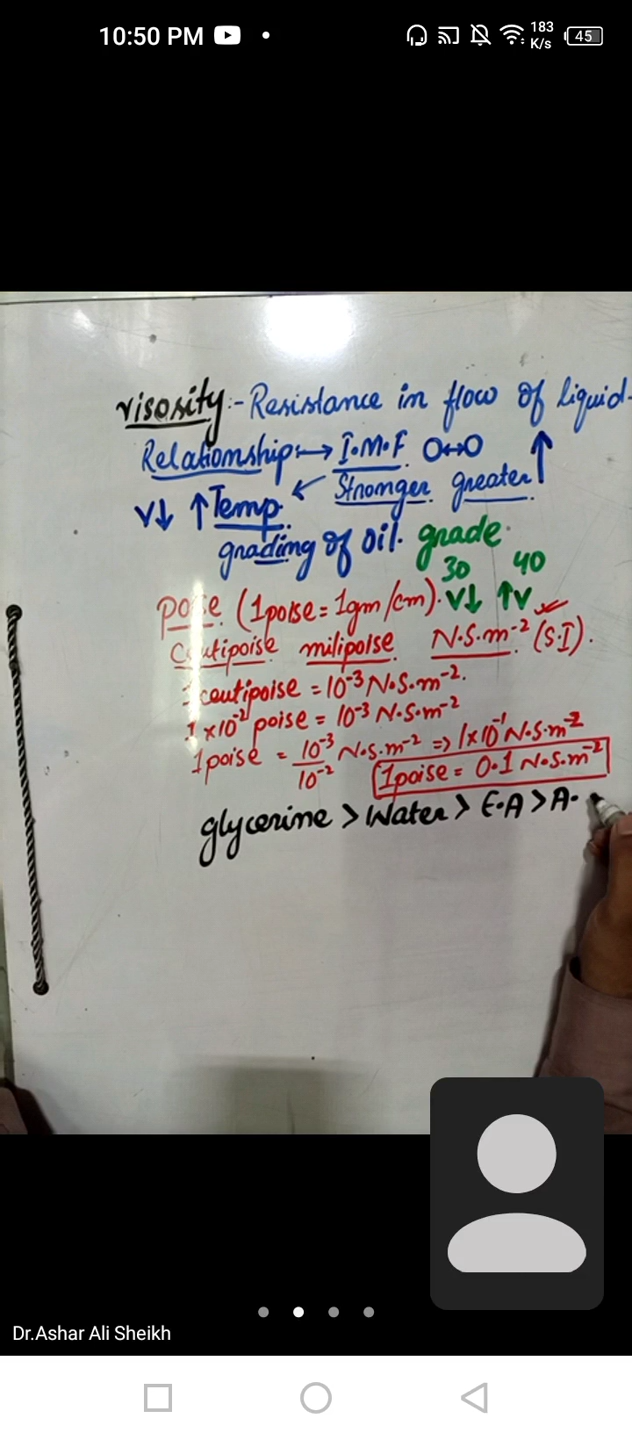 10:50 PM
183 K/s
45
visosity:- Resistance in flow of liquid.
Relationship:→ I.M.F. O↔O ↑
V↓ ↑Temp. ← Stronger greater
grading of oil. grade.
30 40
poise (1poise = 1gm/cm). V↓ ↑V
centipoise milipoise N.S.m⁻² (S.I).
1 centipoise = 10⁻³ N.S.m⁻².
1 x10⁻² poise = 10⁻³ N.S.m⁻²
1poise = 10⁻³/10⁻² N.S.m⁻² => 1x10⁻¹ N.S.m⁻²
1poise = 0.1 N.S.m⁻²
glycerine > Water > E.A > A.
Dr.Ashar Ali Sheikh